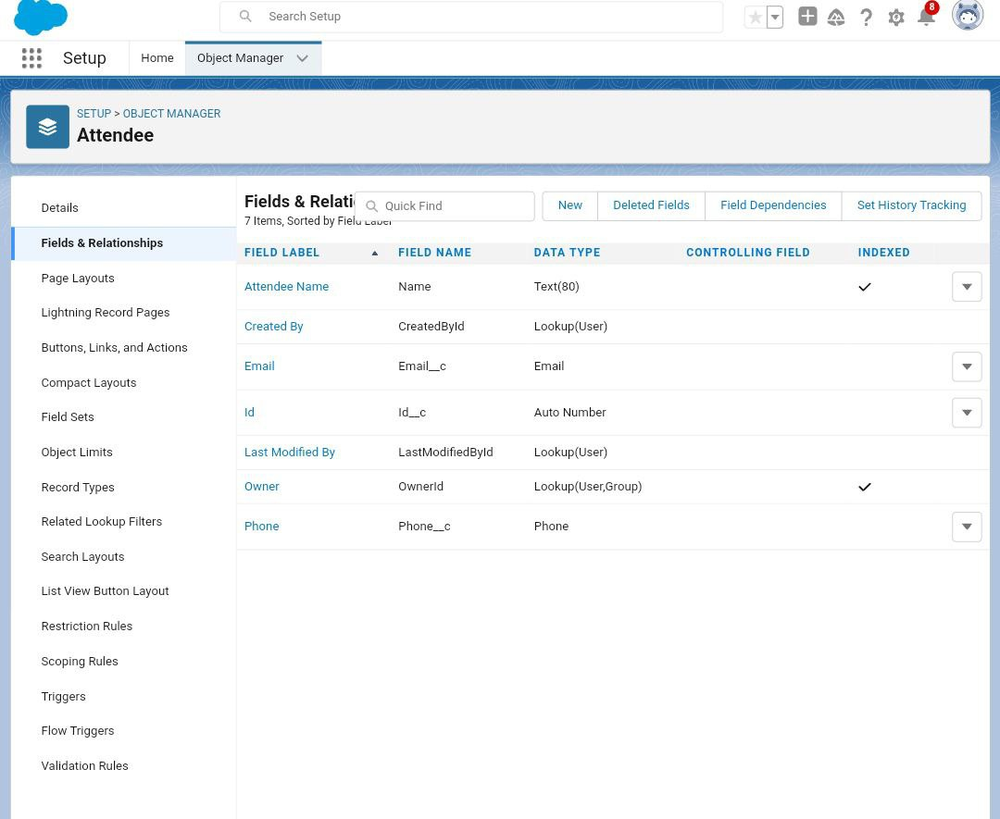 Search Setup
8
Setup
Home
Object Manager
SETUP > OBJECT MANAGER
Attendee
Details
Fields & Relationships
Page Layouts
Lightning Record Pages
Buttons, Links, and Actions
Compact Layouts
Field Sets
Object Limits
Record Types
Related Lookup Filters
Search Layouts
List View Button Layout
Restriction Rules
Scoping Rules
Triggers
Flow Triggers
Validation Rules
Fields & Relati
Quick Find
New Deleted Fields Field Dependencies Set History Tracking
7 Items, Sorted by Field Label
FIELD LABEL FIELD NAME DATA TYPE CONTROLLING FIELD INDEXED
Attendee Name Name Text(80)
Created By CreatedById Lookup(User)
Email Email__c Email
Id Id__c Auto Number
Last Modified By LastModifiedById Lookup(User)
Owner OwnerId Lookup(User,Group)
Phone Phone__c Phone